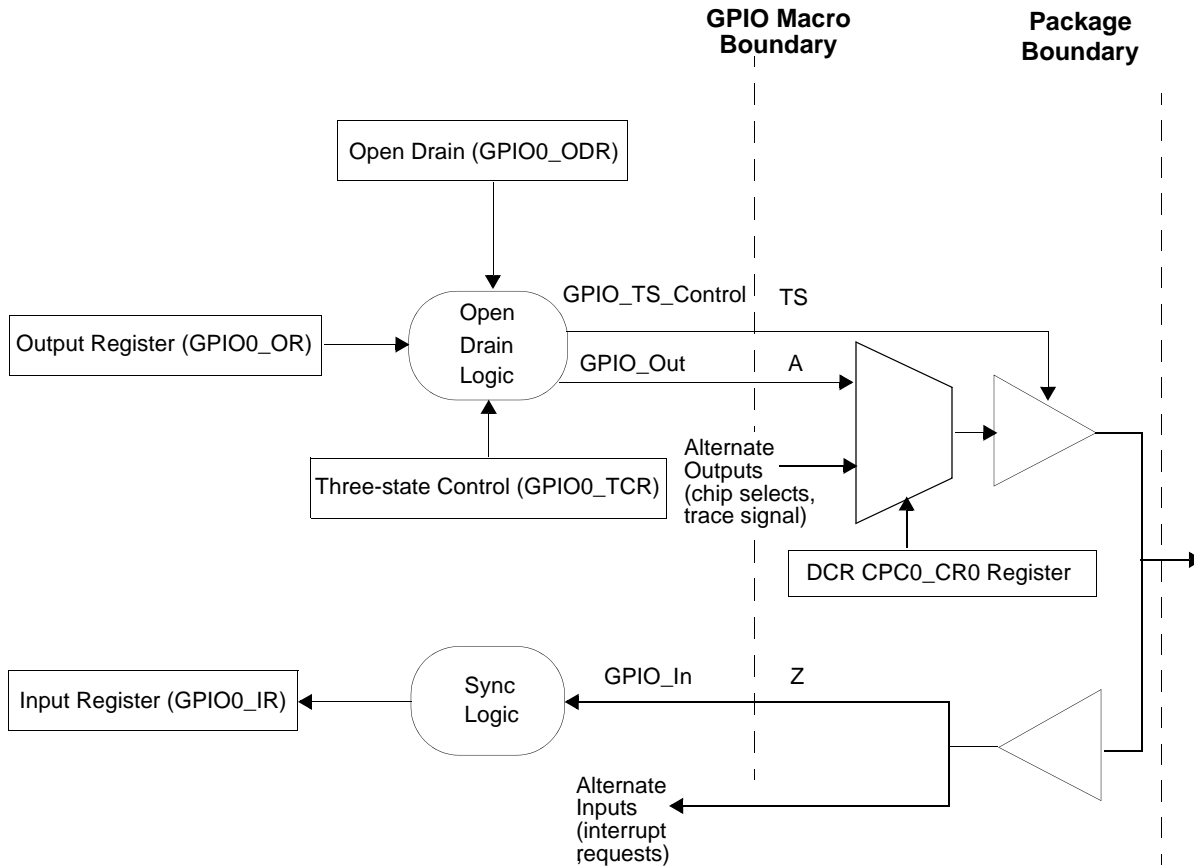 GPIO Macro
Boundary
Package
Boundary
Open Drain (GPIO0_ODR)
GPIO_TS_Control
TS
Open
Drain
Logic
Output Register (GPIO0_OR)
GPIO_Out
A
Alternate
Outputs
(chip selects,
trace signal)
Three-state Control (GPIO0_TCR)
DCR CPC0_CR0 Register
Input Register (GPIO0_IR)
Sync
Logic
GPIO_In
Z
Alternate
Inputs
(interrupt
requests)